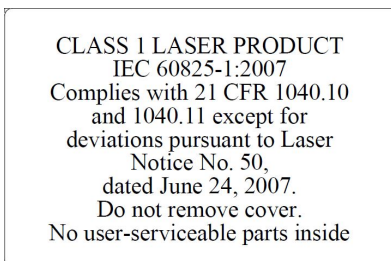 CLASS 1 LASER PRODUCT
IEC 60825-1:2007
Complies with 21 CFR 1040.10
and 1040.11 except for
deviations pursuant to Laser
Notice No. 50,
dated June 24, 2007.
Do not remove cover.
No user-serviceable parts inside